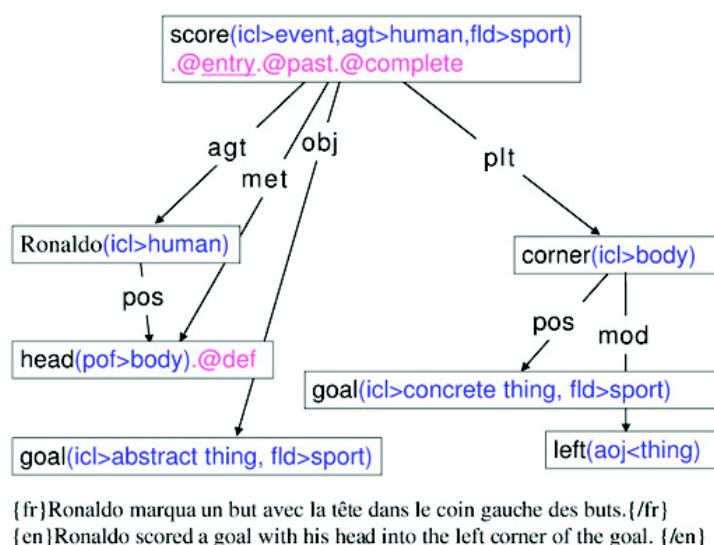 score(icl>event,agt>human,fld>sport)
.@entry.@past.@complete
agt
met
obj
plt
Ronaldo(icl>human)
corner(icl>body)
pos
pos
mod
head(pof>body).@def
goal(icl>concrete thing, fld>sport)
goal(icl>abstract thing, fld>sport)
left(aoj<thing)
{fr}Ronaldo marqua un but avec la tête dans le coin gauche des buts.{/fr}
{en}Ronaldo scored a goal with his head into the left corner of the goal. {/en}